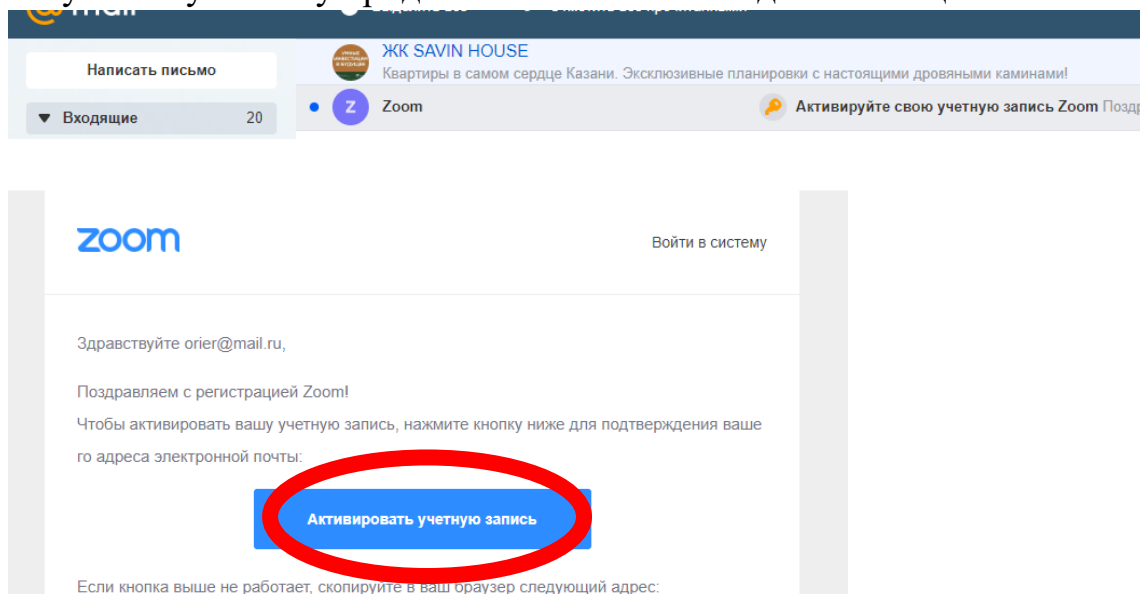 Написать письмо
ЖК SAVIN HOUSE
Квартиры в самом сердце Казани. Эксклюзивные планировки с настоящими дровяными каминами!
Входящие 20
Z Zoom Активируйте свою учетную запись Zoom
zoom
Войти в систему
Здравствуйте orier@mail.ru,
Поздравляем с регистрацией Zoom!
Чтобы активировать вашу учетную запись, нажмите кнопку ниже для подтверждения ваше
го адреса электронной почты:
Активировать учетную запись
Если кнопка выше не работает, скопируйте в ваш браузер следующий адрес: